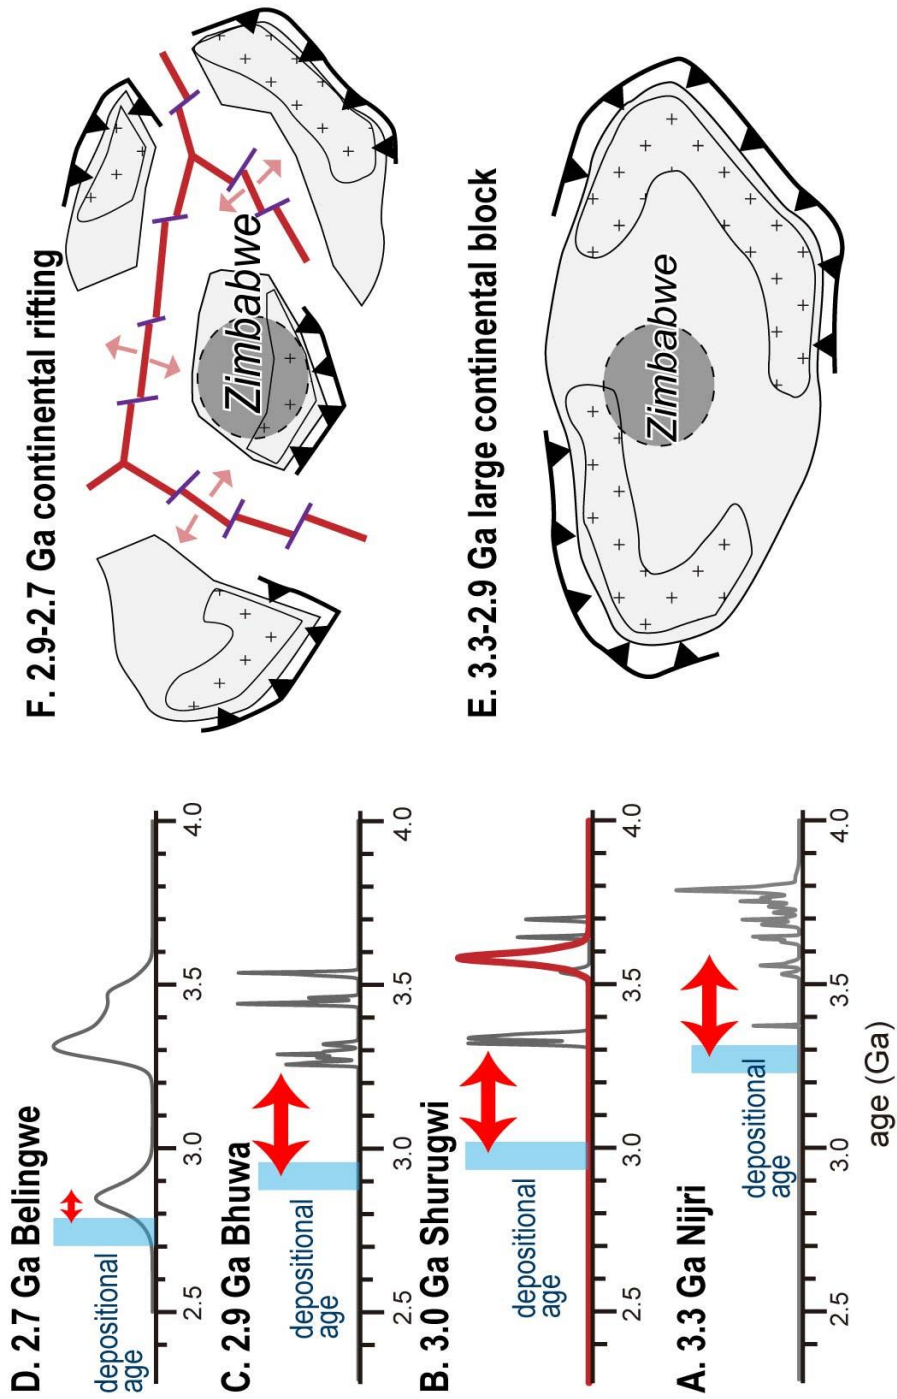 D. 2.7 Ga Belingwe
depositional
age
2.5
3.0
3.5
4.0
C. 2.9 Ga Bhuwa
depositional
age
2.5
3.0
3.5
4.0
B. 3.0 Ga Shurugwi
depositional
age
2.5
3.0
3.5
4.0
A. 3.3 Ga Nijri
depositional
age
2.5
3.0
3.5
4.0
age (Ga)
F. 2.9-2.7 Ga continental rifting
Zimbabwe
E. 3.3-2.9 Ga large continental block
Zimbabwe